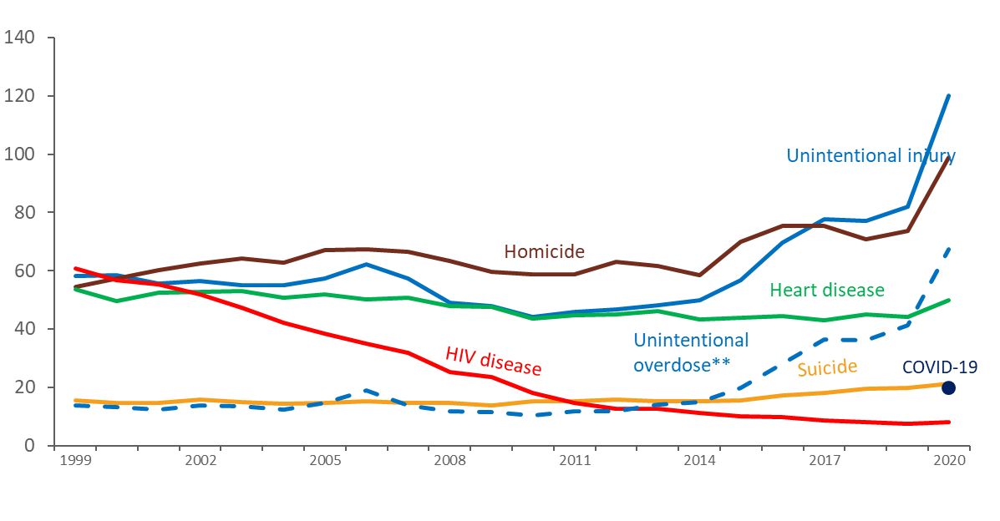 140
120
100
80
60
40
20
0
Unintentional injury
Homicide
Heart disease
Unintentional
overdose**
HIV disease
Suicide
COVID-19
1999 2002 2005 2008 2011 2014 2017 2020